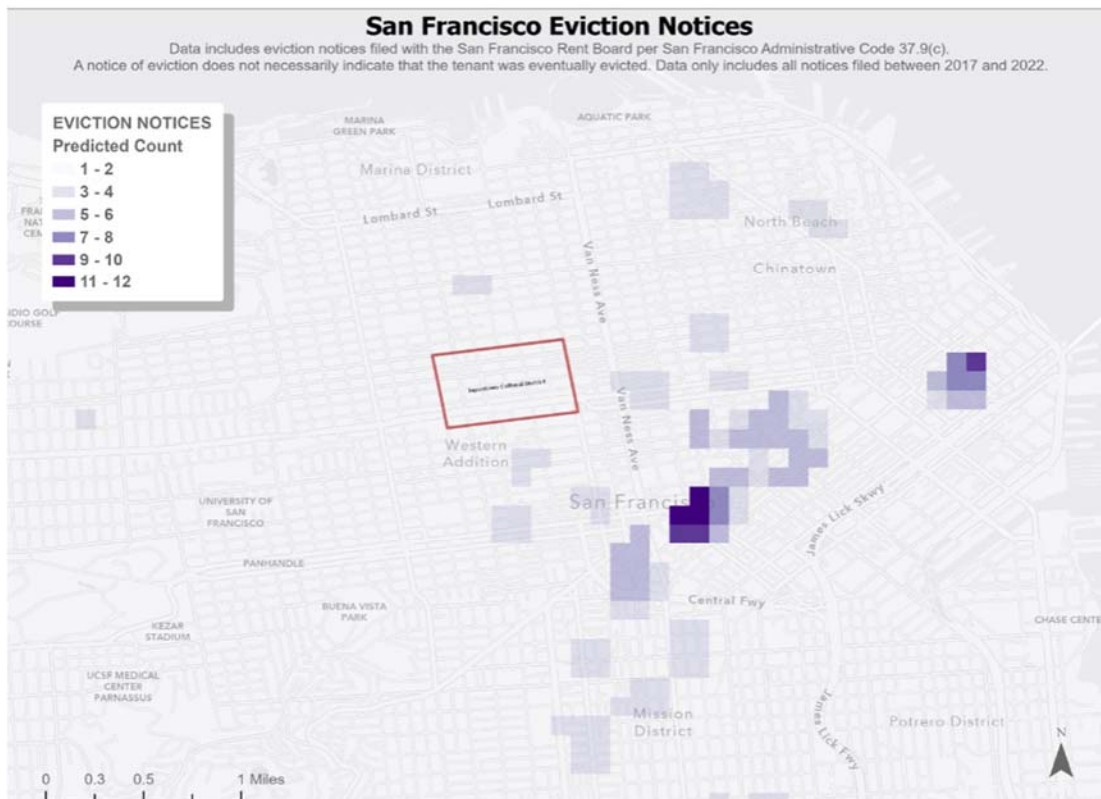 San Francisco Eviction Notices
Data includes eviction notices filed with the San Francisco Rent Board per San Francisco Administrative Code 37.9(c).
A notice of eviction does not necessarily indicate that the tenant was eventually evicted. Data only includes all notices filed between 2017 and 2022.
EVICTION NOTICES
Predicted Count
1 - 2
3 - 4
5 - 6
7 - 8
9 - 10
11 - 12
MARINA
GREEN PARK
AQUATIC PARK
Marina District
Lombard St
Lombard St
North Beach
Van Ness Ave
Chinatown
Cultural District
Van Ness Ave
Western
Addition
San Francis
UNIVERSITY OF
SAN
FRANCISCO
James Lick Skwy
PANHANDLE
Central Fwy
BUENA VISTA
PARK
KEZAR
STADIUM
CHASE CENTE
UCSF MEDICAL
CENTER
PARNASSUS
Mission
District
James Lick Fwy
Potrero District
N
0 0.3 0.5 1 Miles